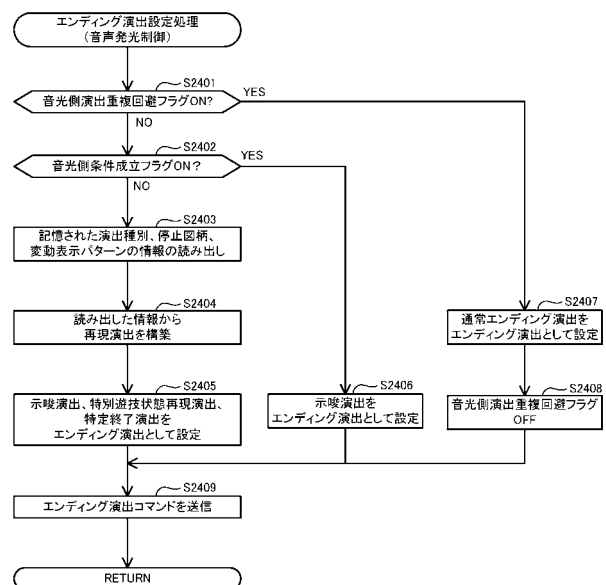 エンディング演出設定処理
(音声発光制御)
S2401
音光側演出重複回避フラグON?
YES
NO
S2402
音光側条件成立フラグON？
YES
NO
S2403
記憶された演出種別、停止図柄、
変動表示パターンの情報の読み出し
S2404
読み出した情報から
再現演出を構築
S2405
示唆演出、特別遊技状態再現演出、
特定終了演出を
エンディング演出として設定
S2406
示唆演出を
エンディング演出として設定
S2407
通常エンディング演出を
エンディング演出として設定
S2408
音光側演出重複回避フラグ
OFF
S2409
エンディング演出コマンドを送信
RETURN